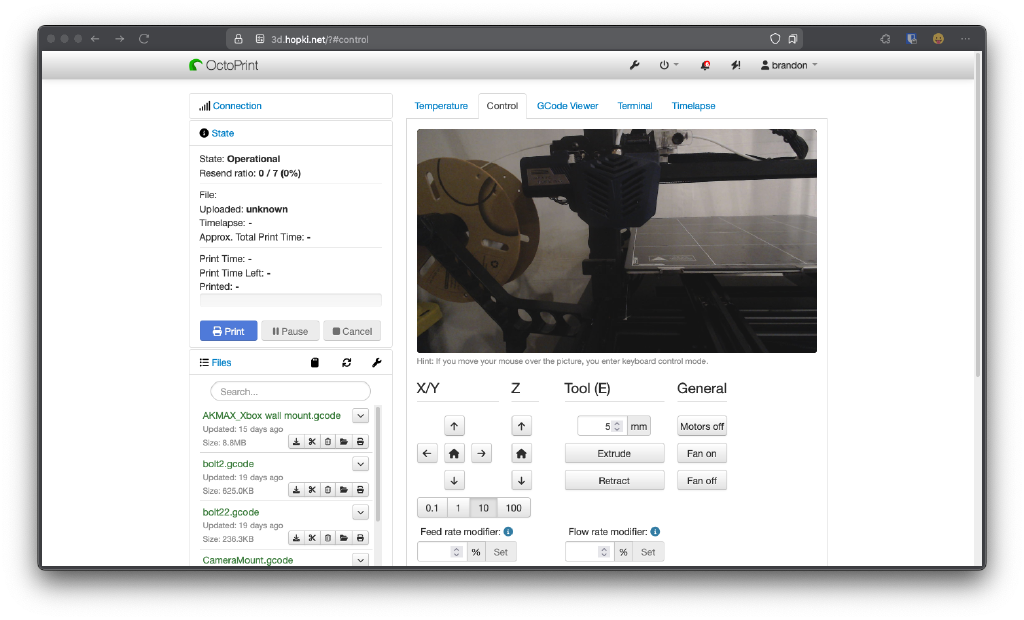 3d.hopki.net/?#control
OctoPrint
brandon
Connection
State
State: Operational
Resend ratio: 0 / 7 (0%)
File:
Uploaded: unknown
Timelapse: -
Approx. Total Print Time: -
Print Time: -
Print Time Left: -
Printed: -
Print Pause Cancel
Files
Search...
AKMAX_Xbox wall mount.gcode
Updated: 15 days ago
Size: 8.8MB
bolt2.gcode
Updated: 19 days ago
Size: 625.0KB
bolt22.gcode
Updated: 19 days ago
Size: 236.3KB
CameraMount.gcode
Temperature Control GCode Viewer Terminal Timelapse
Hint: If you move your mouse over the picture, you enter keyboard control mode.
X/Y Z Tool (E) General
5 mm Motors off
Extrude Fan on
Retract Fan off
0.1 1 10 100
Feed rate modifier: Flow rate modifier:
% Set % Set